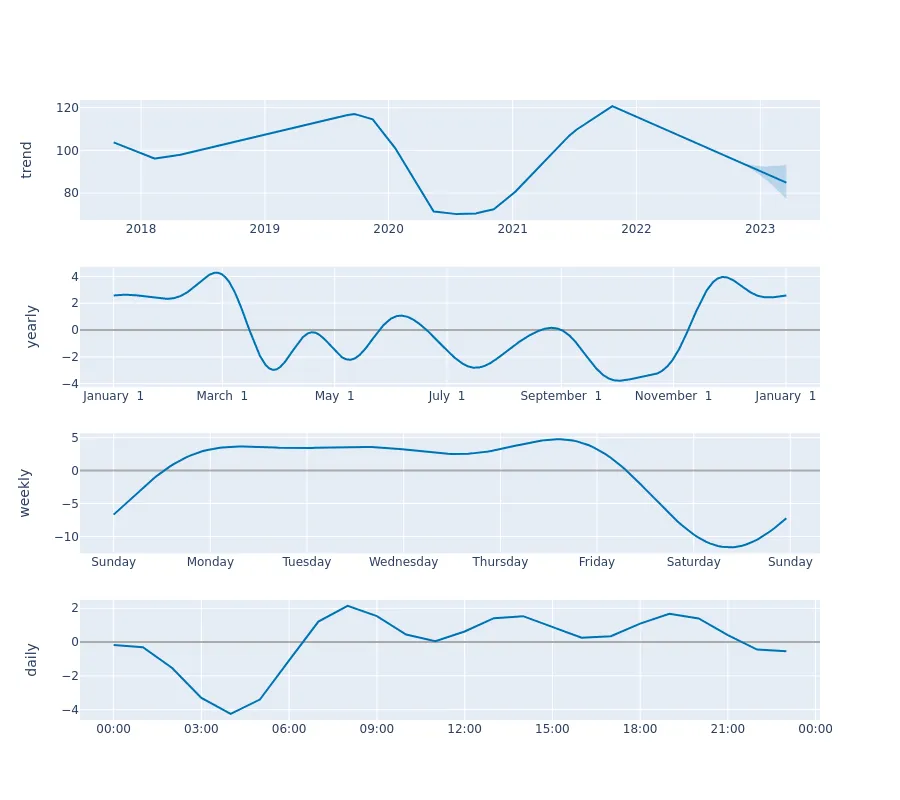 trend
120
100
80
2018 2019 2020 2021 2022 2023
yearly
4
2
0
−2
−4
January 1 March 1 May 1 July 1 September 1 November 1 January 1
weekly
5
0
−5
−10
Sunday Monday Tuesday Wednesday Thursday Friday Saturday Sunday
daily
2
0
−2
−4
00:00 03:00 06:00 09:00 12:00 15:00 18:00 21:00 00:00